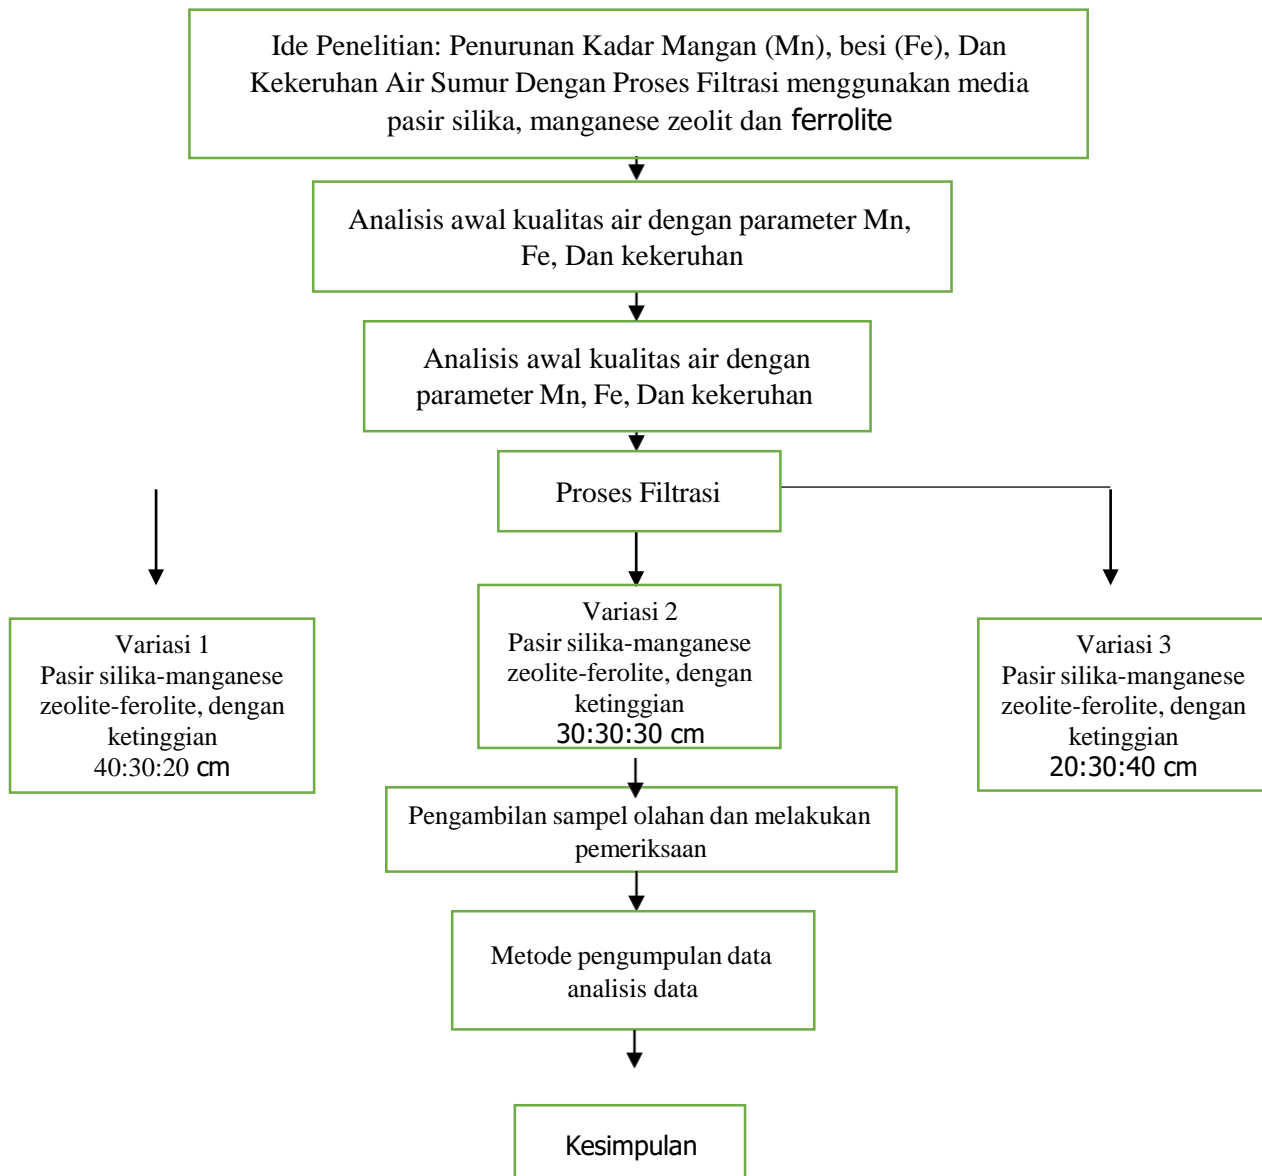 Ide Penelitian: Penurunan Kadar Mangan (Mn), besi (Fe), Dan
Kekeruhan Air Sumur Dengan Proses Filtrasi menggunakan media
pasir silika, manganese zeolit dan ferrolite
Analisis awal kualitas air dengan parameter Mn,
Fe, Dan kekeruhan
Analisis awal kualitas air dengan
parameter Mn, Fe, Dan kekeruhan
Proses Filtrasi
Variasi 1
Pasir silika-manganese
zeolite-ferolite, dengan
ketinggian
40:30:20 cm
Variasi 2
Pasir silika-manganese
zeolite-ferolite, dengan
ketinggian
30:30:30 cm
Variasi 3
Pasir silika-manganese
zeolite-ferolite, dengan
ketinggian
20:30:40 cm
Pengambilan sampel olahan dan melakukan
pemeriksaan
Metode pengumpulan data
analisis data
Kesimpulan